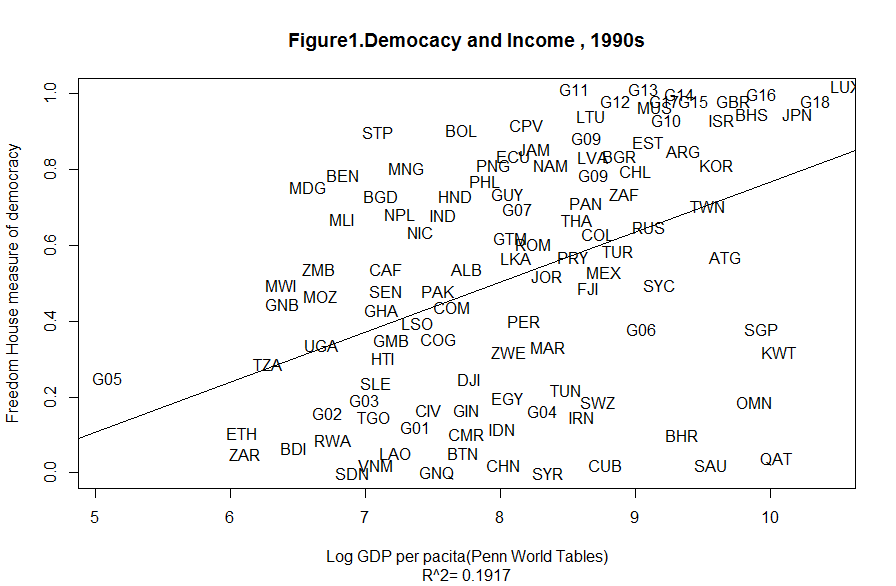 Figure1.Democacy and Income , 1990s
Freedom House measure of democracy
1.0
0.8
0.6
0.4
0.2
0.0
LUX
G11 G13 G14 G16
G12 G17 G15 GBR G18
MUS
LTU G10 ISR BHS JPN
STP BOL CPV
G09 EST
JAM ARG
ECU LVA BGR
BEN MNG PNG NAM CHL KOR
G09
MDG PHL
BGD HND GUY ZAF
PAN TWN
MLI NPL IND G07 THA
NIC COL RUS
GTM ROM
LKA PRY TUR ATG
ZMB CAF ALB JOR MEX
MWI SEN PAK FJI SYC
GNB MOZ GHA COM
LSO PER
UGA GMB COG G06 SGP
TZA HTI ZWE MAR KWT
G05 SLE DJI
G03 EGY TUN SWZ OMN
G02 TGO CIV GIN G04 IRN
ETH G01 CMR IDN BHR
RWA
ZAR BDI LAO BTN
SDN VNM GNQ CHN SYR CUB SAU QAT
5 6 7 8 9 10
Log GDP per pacita(Penn World Tables)
R^2= 0.1917